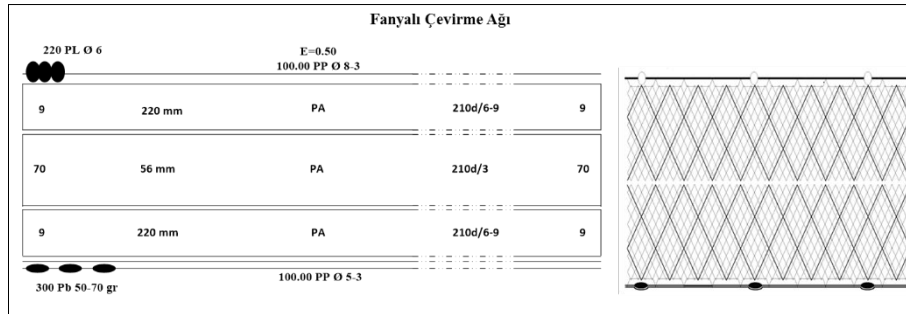 Fanyalı Çevirme Ağı
220 PL Ø 6
E=0.50
100.00 PP Ø 8-3
9 220 mm PA 210d/6-9 9
70 56 mm PA 210d/3 70
9 220 mm PA 210d/6-9 9
300 Pb 50-70 gr
100.00 PP Ø 5-3